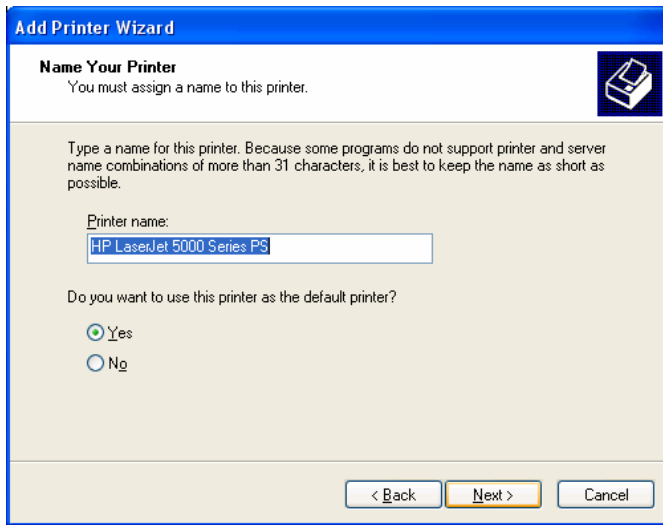 Add Printer Wizard
Name Your Printer
You must assign a name to this printer.
Type a name for this printer. Because some programs do not support printer and server
name combinations of more than 31 characters, it is best to keep the name as short as
possible.
Printer name:
HP LaserJet 5000 Series PS
Do you want to use this printer as the default printer?
Yes
No
< Back Next > Cancel